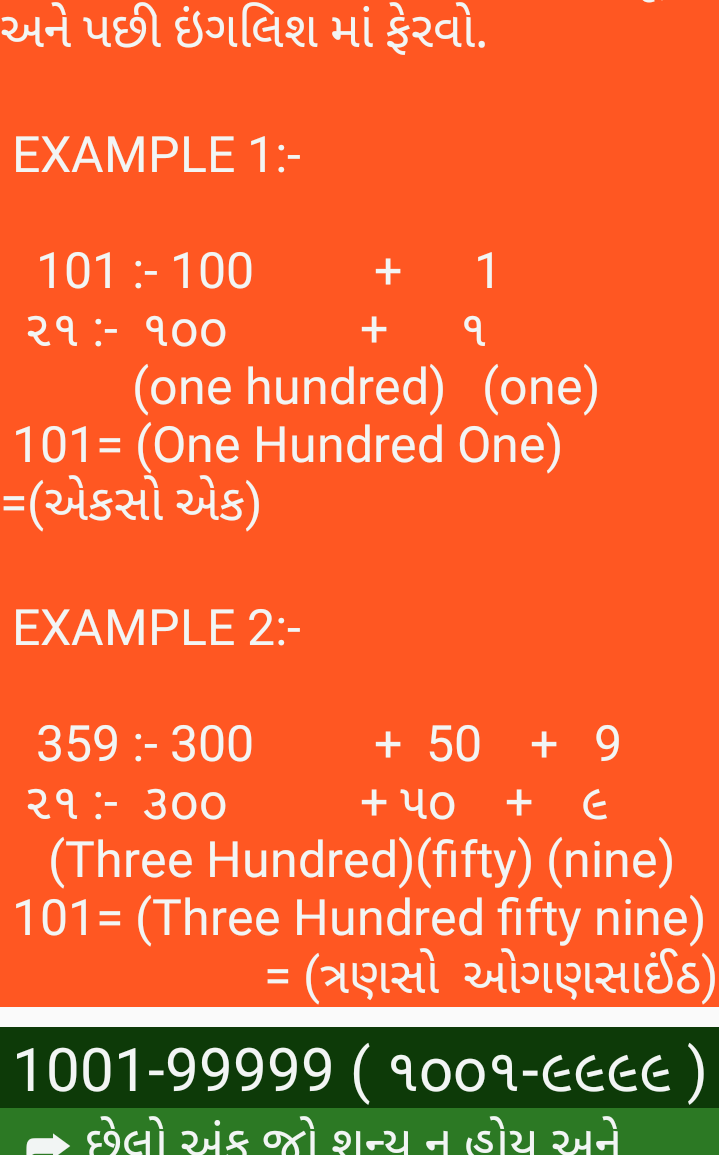 અને પછી ઇંગલિશ માં ફેરવો.
EXAMPLE 1:-
101 :- 100 + 1
૨૧ :- ૧૦૦ + ૧
(one hundred) (one)
101= (One Hundred One)
=(એકસો એક)
EXAMPLE 2:-
359 :- 300 + 50 + 9
૨૧ :- ૩૦૦ + ૫૦ + ૯
(Three Hundred)(fifty) (nine)
101= (Three Hundred fifty nine)
= (ત્રણસો ઓગણસાઈંઠ)
1001-99999 ( ૧૦૦૧-૯૯૯૯ )
છેલો અંક જો શન્ય ન હોય અને